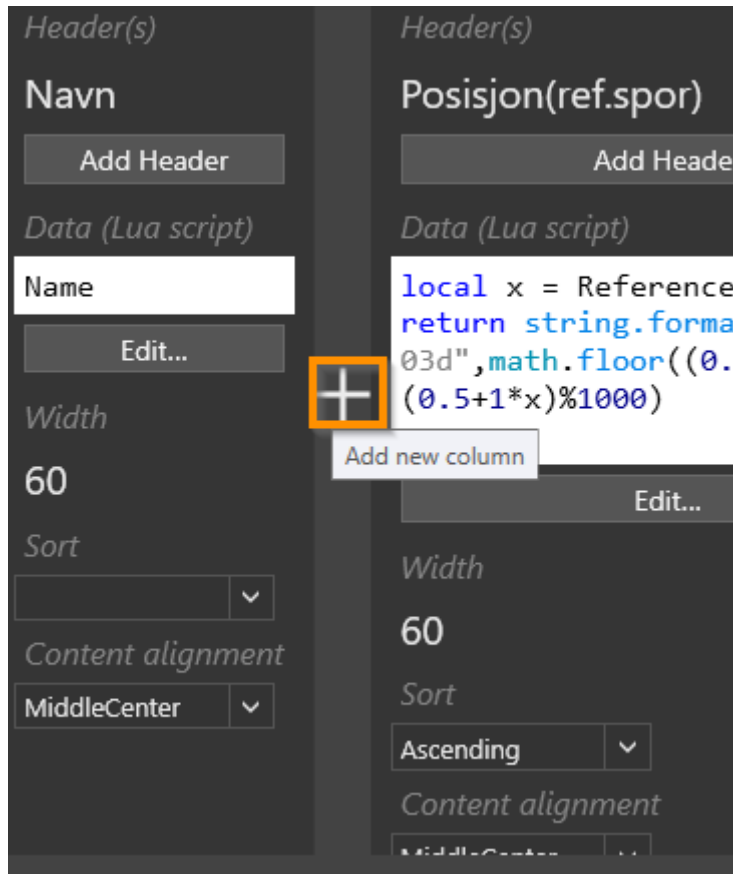 Header(s)
Navn
Add Header
Data (Lua script)
Name
Edit...
Width
60
Sort
Content alignment
MiddleCenter
Add new column
Header(s)
Posisjon(ref.spor)
Add Heade
Data (Lua script)
local x = Reference
return string.forma
03d",math.floor((0.
(0.5+1*x)%1000)
Edit...
Width
60
Sort
Ascending
Content alignment
MiddleCenter